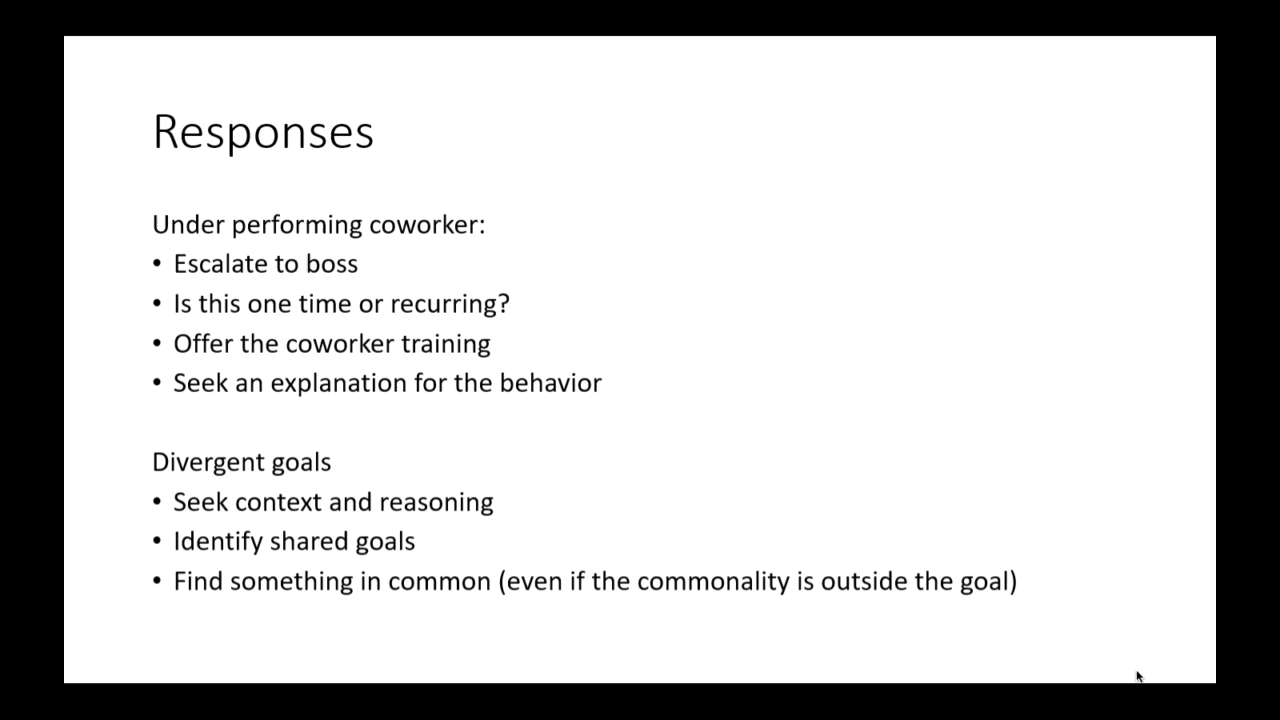 Responses
Under performing coworker:
• Escalate to boss
• Is this one time or recurring?
• Offer the coworker training
• Seek an explanation for the behavior
Divergent goals
• Seek context and reasoning
• Identify shared goals
• Find something in common (even if the commonality is outside the goal)